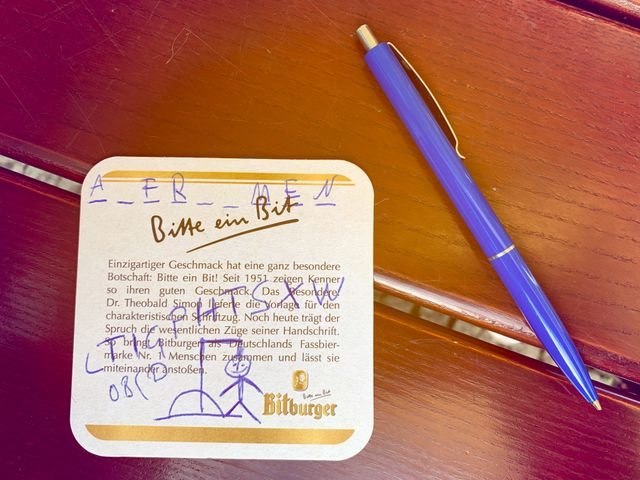 A _ F R _ _ M E N
Bitte ein Bit
Einzigartiger Geschmack hat eine ganz besondere
Botschaft: Bitte ein Bit! Seit 1951 zeigen Kenner
so ihren guten Geschmack. Das Besondere:
Dr. Theobald Simon lieferte die Vorlage für den
charakteristischen Schriftzug. Noch heute trägt der
Spruch die wesentlichen Züge seiner Handschrift.
So bringt Bitburger als Deutschlands Fassbier-
marke Nr. 1 Menschen zusammen und lässt sie
miteinander anstoßen.
P H T S X W
Bitte ein Bit
Bitburger